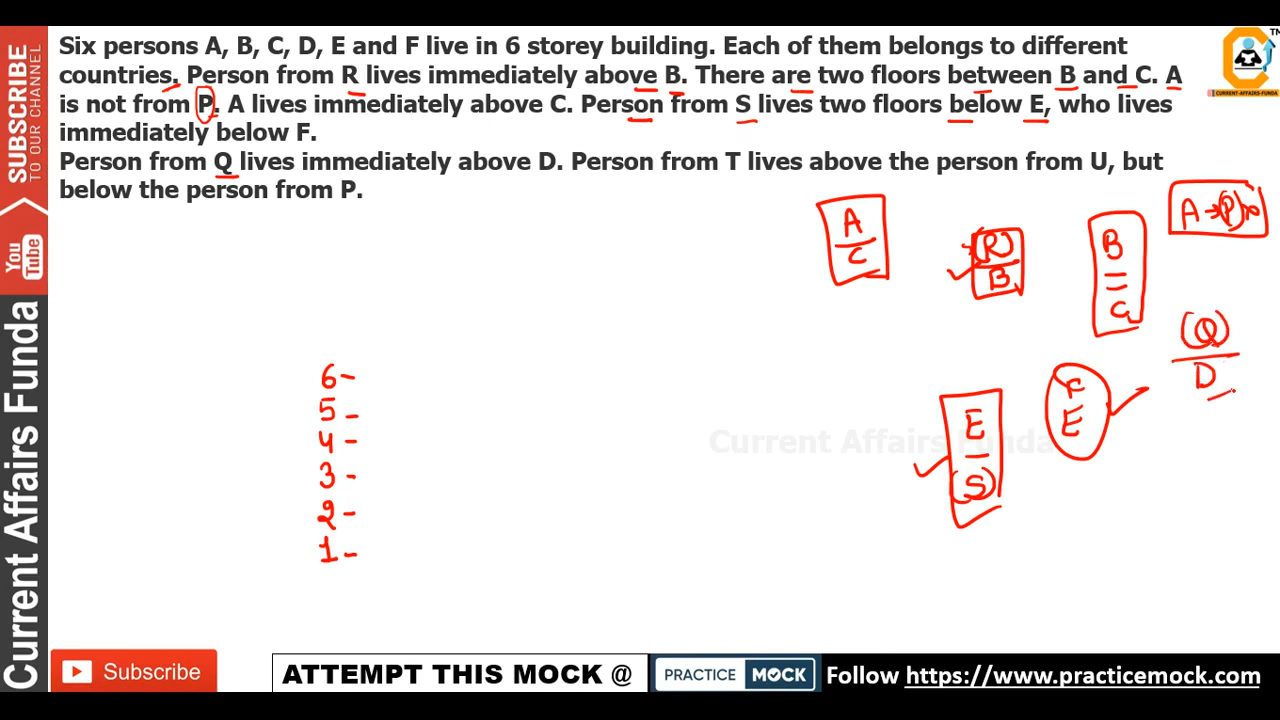 Six persons A, B, C, D, E and F live in 6 storey building. Each of them belongs to different
countries. Person from R lives immediately above B. There are two floors between B and C. A
is not from P. A lives immediately above C. Person from S lives two floors below E, who lives
immediately below F.
Person from Q lives immediately above D. Person from T lives above the person from U, but
below the person from P.
A
C
(R)
B
B
C
A → (P) x
(Q)
D
F
E
E
(S)
6-
5-
4-
3-
2-
1-
Current Affairs Funda
SUBSCRIBE
TO OUR CHANNEL
You
Tube
Current Affairs Funda
C
TM
CURRENT-AFFAIRS-FUNDA
Subscribe
ATTEMPT THIS MOCK @
PRACTICE MOCK
Follow https://www.practicemock.com